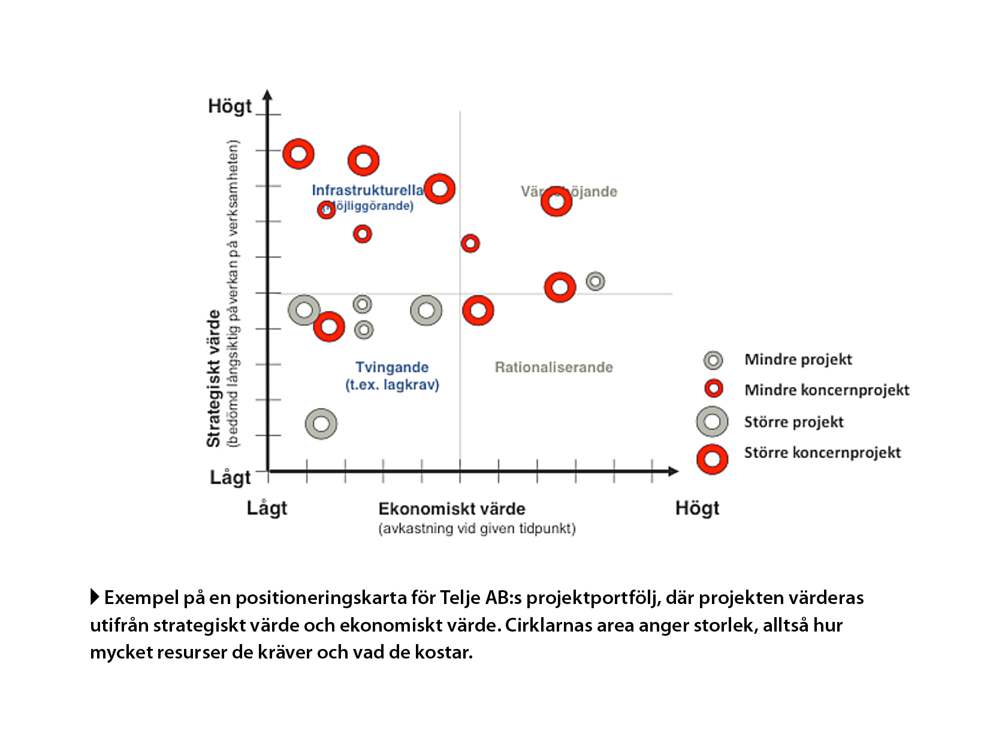 Högt
Strategiskt värde
(bedömd långsiktig påverkan på verksamheten)
Infrastrukturella
(Möjliggörande)
Värdehöjande
Tvingande
(t.ex. lagkrav)
Rationaliserande
Mindre projekt
Mindre koncernprojekt
Större projekt
Större koncernprojekt
Lågt
Lågt
Ekonomiskt värde
(avkastning vid given tidpunkt)
Högt
Exempel på en positioneringskarta för Telje AB:s projektportfölj, där projekten värderas
utifrån strategiskt värde och ekonomiskt värde. Cirklarnas area anger storlek, alltså hur
mycket resurser de kräver och vad de kostar.